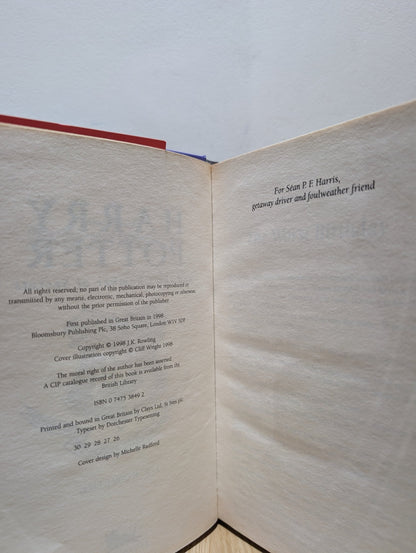 All rights reserved; no part of this publication may be reproduced or
transmitted by any means, electronic, mechanical, photocopying or otherwise,
without the prior permission of the publisher
First published in Great Britain in 1998
Bloomsbury Publishing Plc, 38 Soho Square, London W1V 5DF
Copyright © 1998 J.K. Rowling
Cover illustration copyright © Cliff Wright 1998
The moral right of the author has been asserted
A CIP catalogue record of this book is available from the
British Library
ISBN 0 7475 3849 2
Printed and bound in Great Britain by Clays Ltd, St Ives plc
Typeset by Dorchester Typesetting
30 29 28 27 26
Cover design by Michelle Radford
For Séan P. F. Harris,
getaway driver and foulweather friend